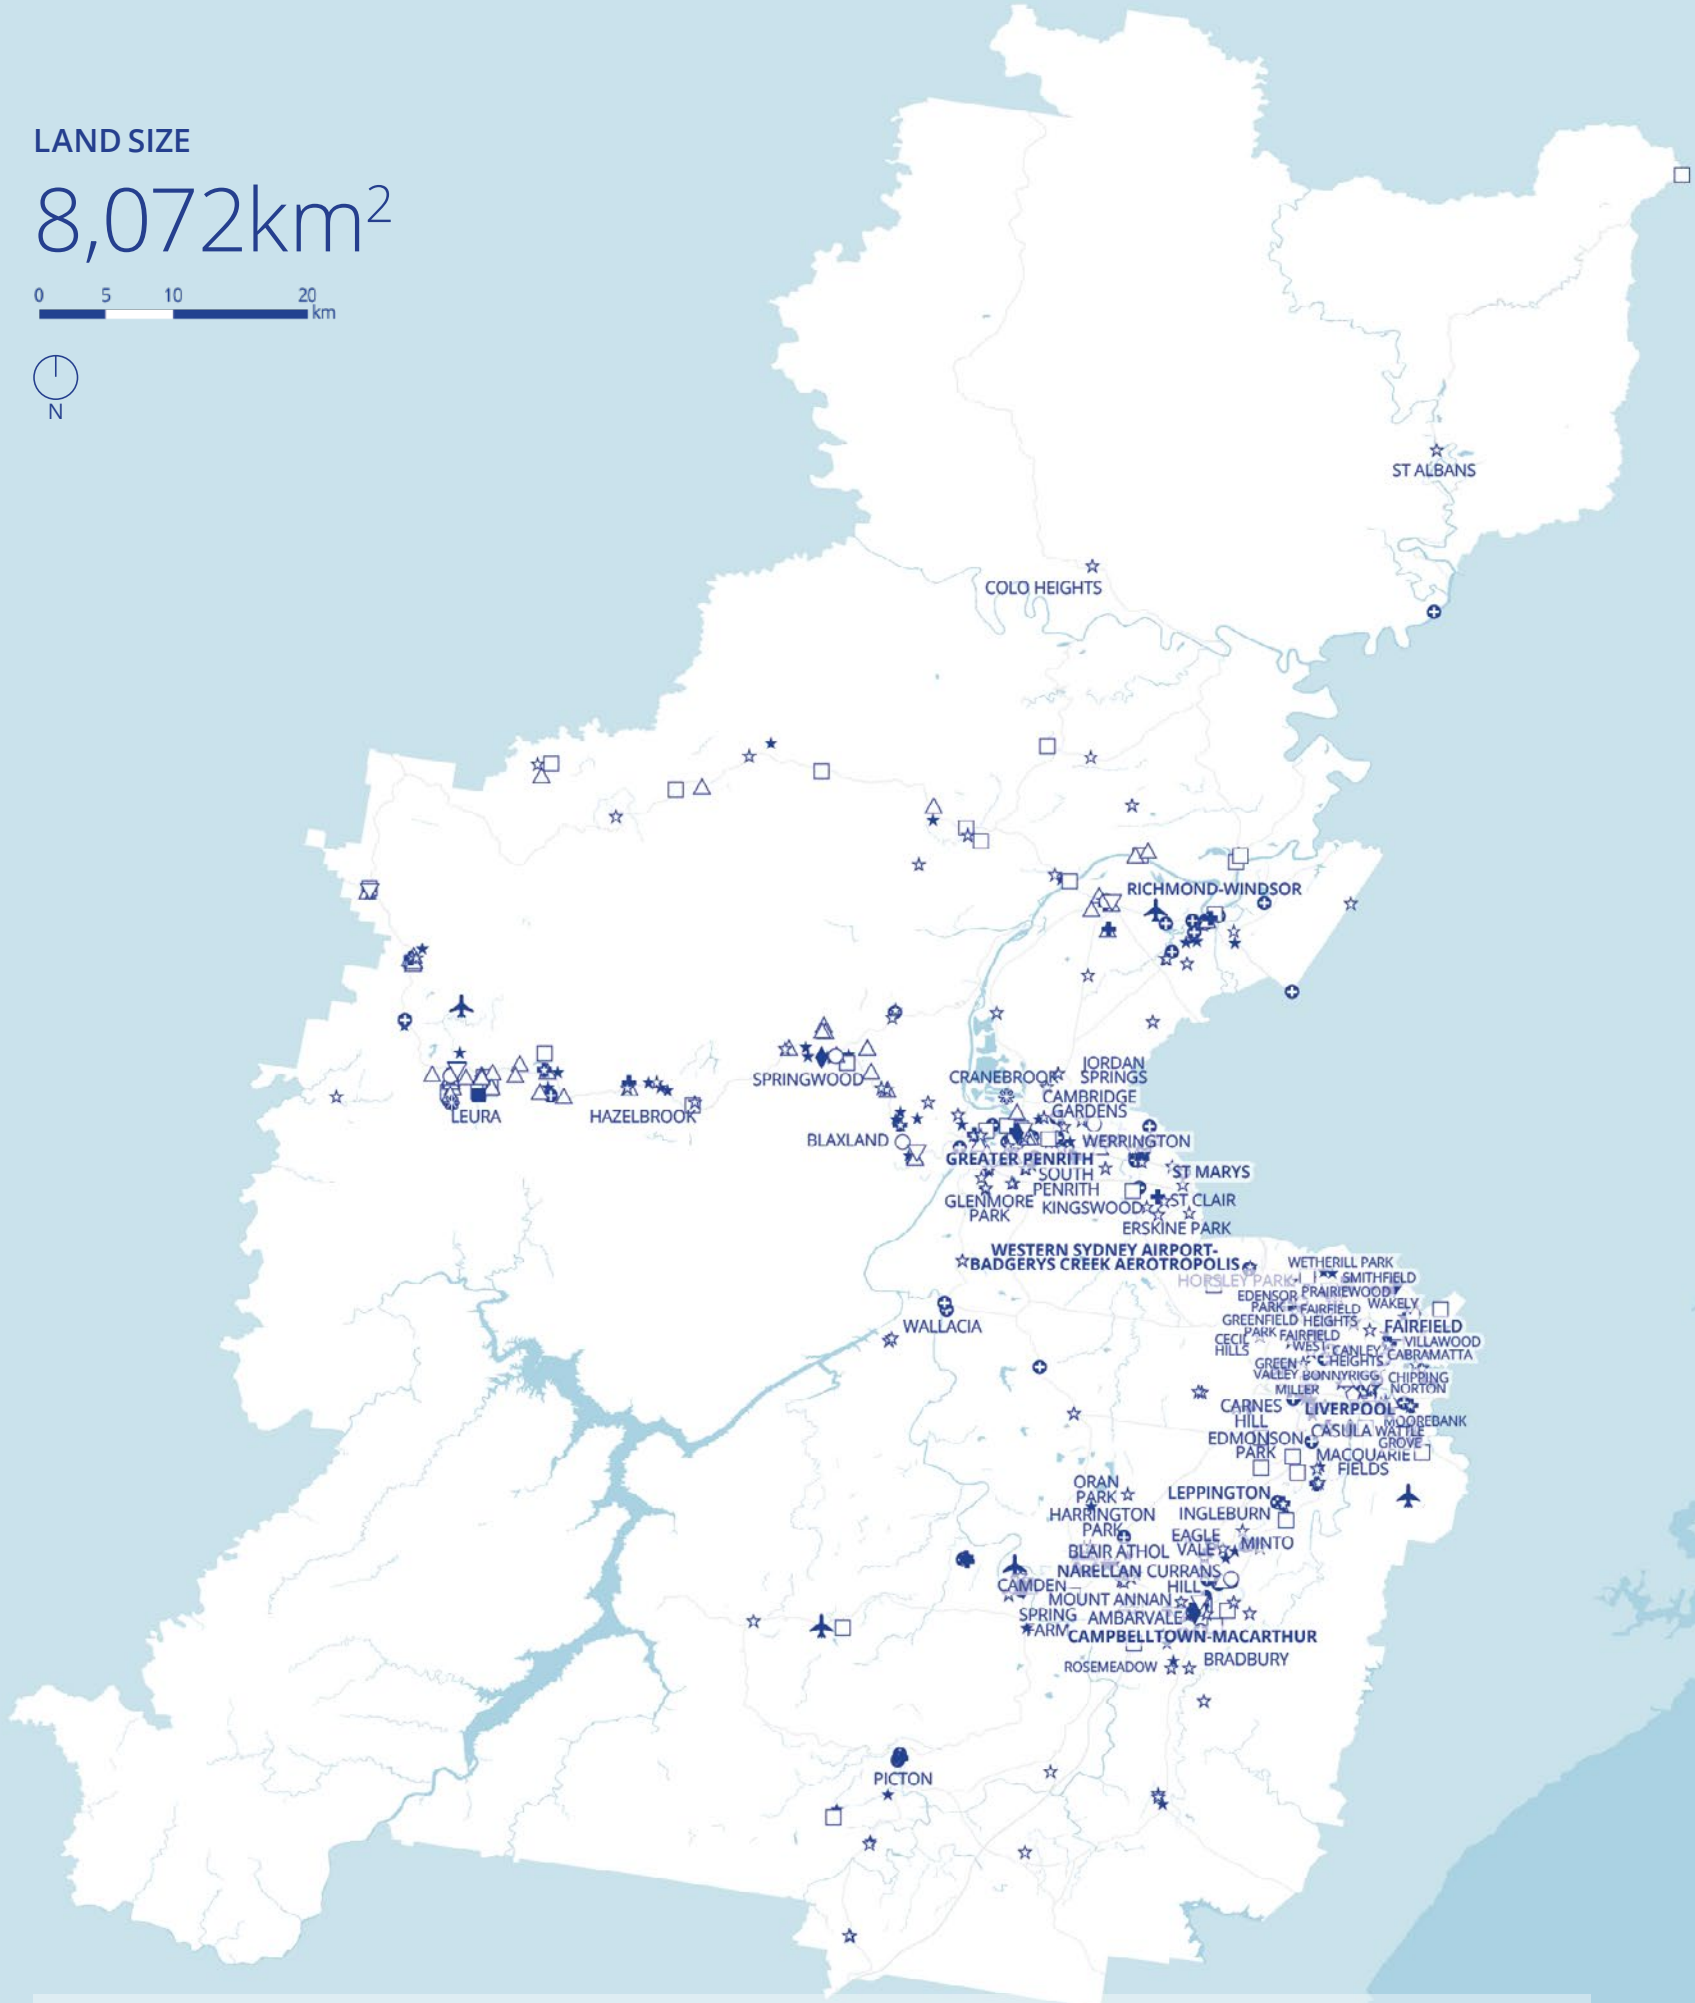 LAND SIZE
8,072km²
0 5 10 20
km
N
ST ALBANS
COLO HEIGHTS
RICHMOND-WINDSOR
JORDAN
SPRINGS
CRANEBROOK
SPRINGWOOD
CAMBRIDGE
GARDENS
LEURA
HAZELBROOK
BLAXLAND
WERRINGTON
GREATER PENRITH
SOUTH
PENRITH
ST MARYS
GLENMORE
PARK
KINGSWOOD
ST CLAIR
ERSKINE PARK
WESTERN SYDNEY AIRPORT-
BADGERYS CREEK AEROTROPOLIS
WETHERILL PARK
HORSLEY PARK
SMITHFIELD
EDENSOR
PARK
PRAIRIEWOOD
WAKELY
FAIRFIELD
HEIGHTS
GREENFIELD
PARK
FAIRFIELD
WALLACIA
CECIL
HILLS
FAIRFIELD
WEST
VILLAWOOD
CANLEY
HEIGHTS
CABRAMATTA
GREEN
VALLEY
BONNYRIGG
CHIPPING
NORTON
MILLER
CARNES
HILL
LIVERPOOL
MOOREBANK
EDMONSON
PARK
CASULA
WATTLE
GROVE
MACQUARIE
FIELDS
ORAN
PARK
LEPPINGTON
HARRINGTON
PARK
INGLEBURN
EAGLE
VALE
MINTO
BLAIR ATHOL
NARELLAN
CURRANS
HILL
CAMDEN
MOUNT ANNAN
SPRING
FARM
AMBARVALE
CAMPBELLTOWN-MACARTHUR
ROSEMEADOW
BRADBURY
PICTON